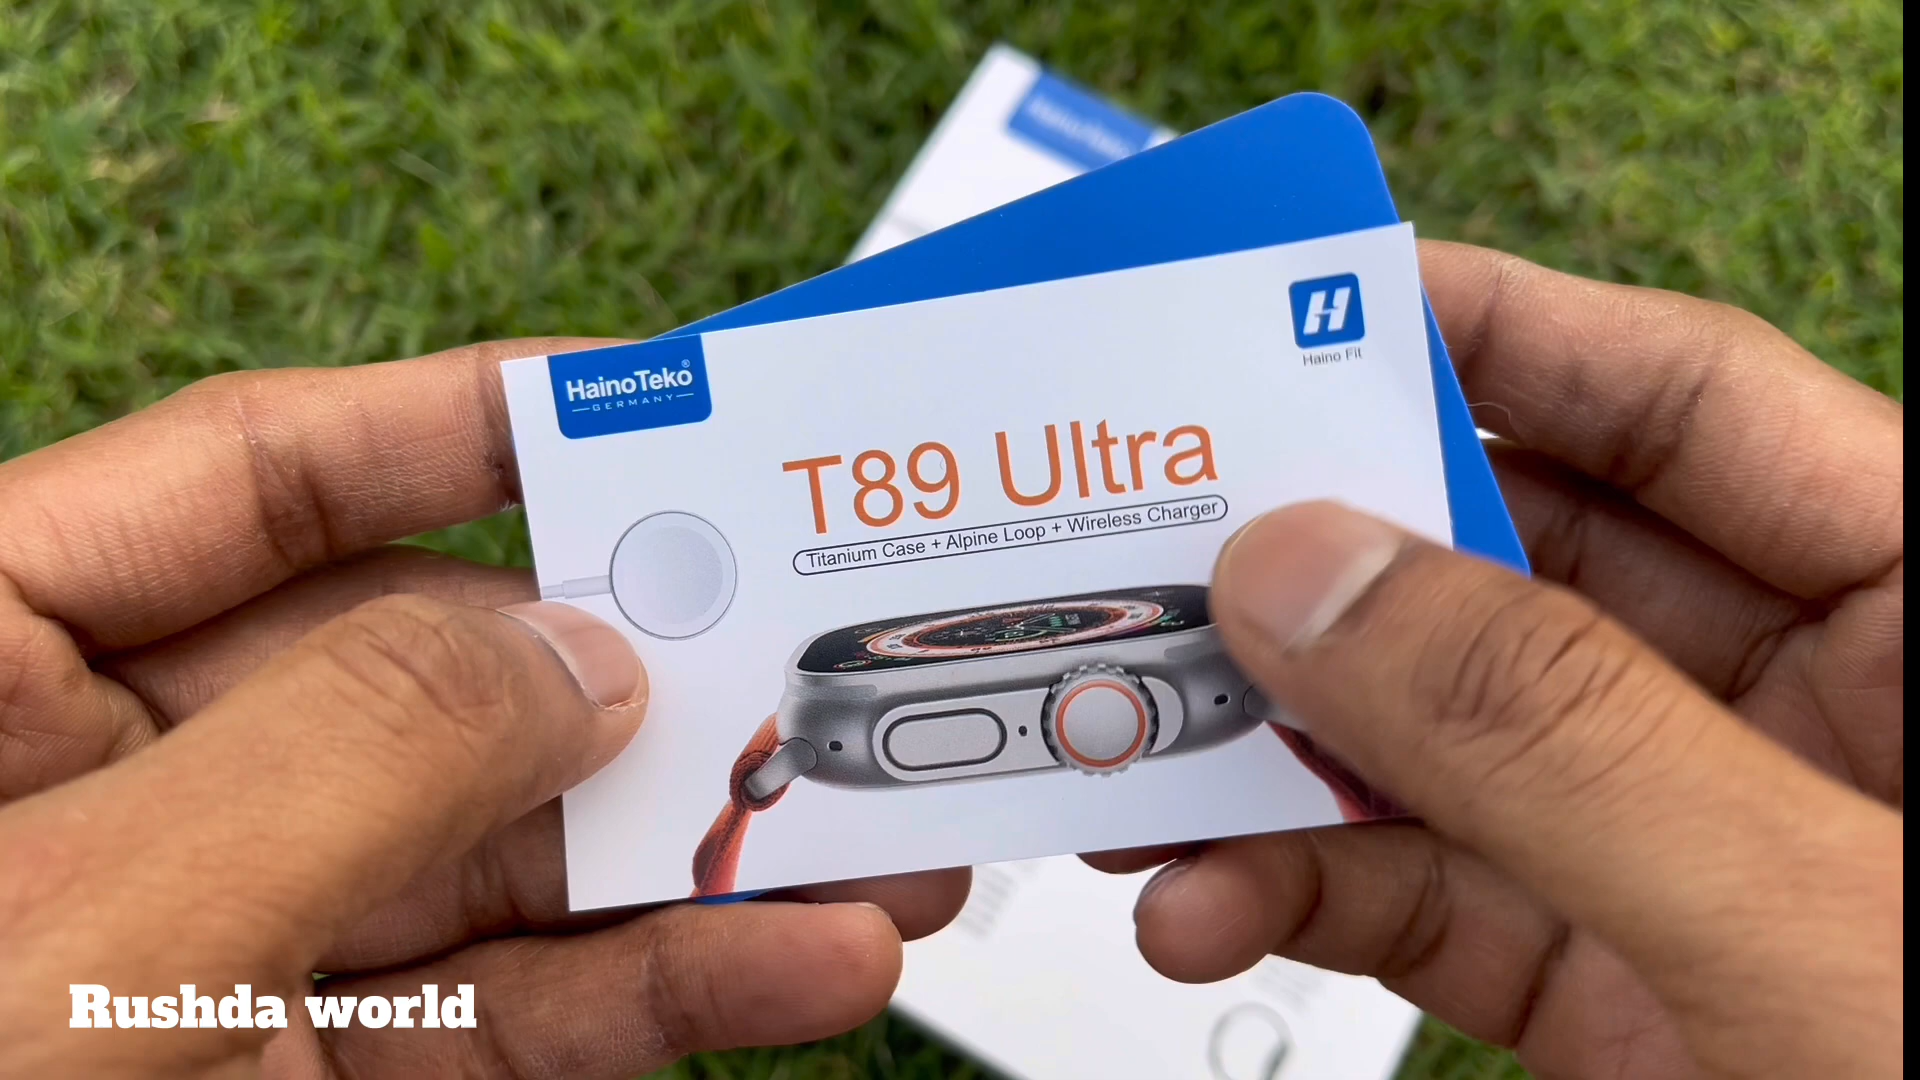 HainoTeko®
GERMANY
Haino Fit
T89 Ultra
Titanium Case + Alpine Loop + Wireless Charger
Rushda world